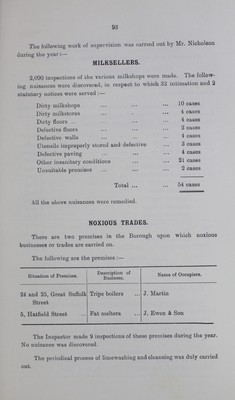 93
The following work of supervision was carried out by Mr. Nicholson
during the year:—
MILKSELLERS.
2,090 inspections of the various milkshops were made. The follow-
ing nuisances were discovered, in respect to which 33 intimation and 2
statutory notices were served:—
Dirty milkshops ... ... ... 10 cases
Dirty milkstores ... ... ... 4 cases
Dirty floors ... ... ... ... 4 cases
Defective floors ... ... ... 2 cases
Defective walls ... ... ... 4 cases
Utensils improperly stored and defective ... 3 cases
Defective paving ... ... ... 4 cases
Other insanitary conditions ... ... 21 cases
Unsuitable premises ... ... ... 2 cases
Total ... ... 54 cases
All the above nuisances were remedied.
NOXIOUS TRADES.
There are two premises in the Borough upon which noxious
businesses or trades are carried on.
The following are the premises:—
Situation of Premises. Description of Business. Name of Occupiers.
24 and 25, Great Suffolk Street Tripe boilers ... J. Martin
5, Hatfield Street ... Fat melters ... J. Ewen & Son
The Inspector made 9 inspections of these premises during the year.
No nuisance was discovered.
The periodical process of limewashing and cleansing was duly carried
out.